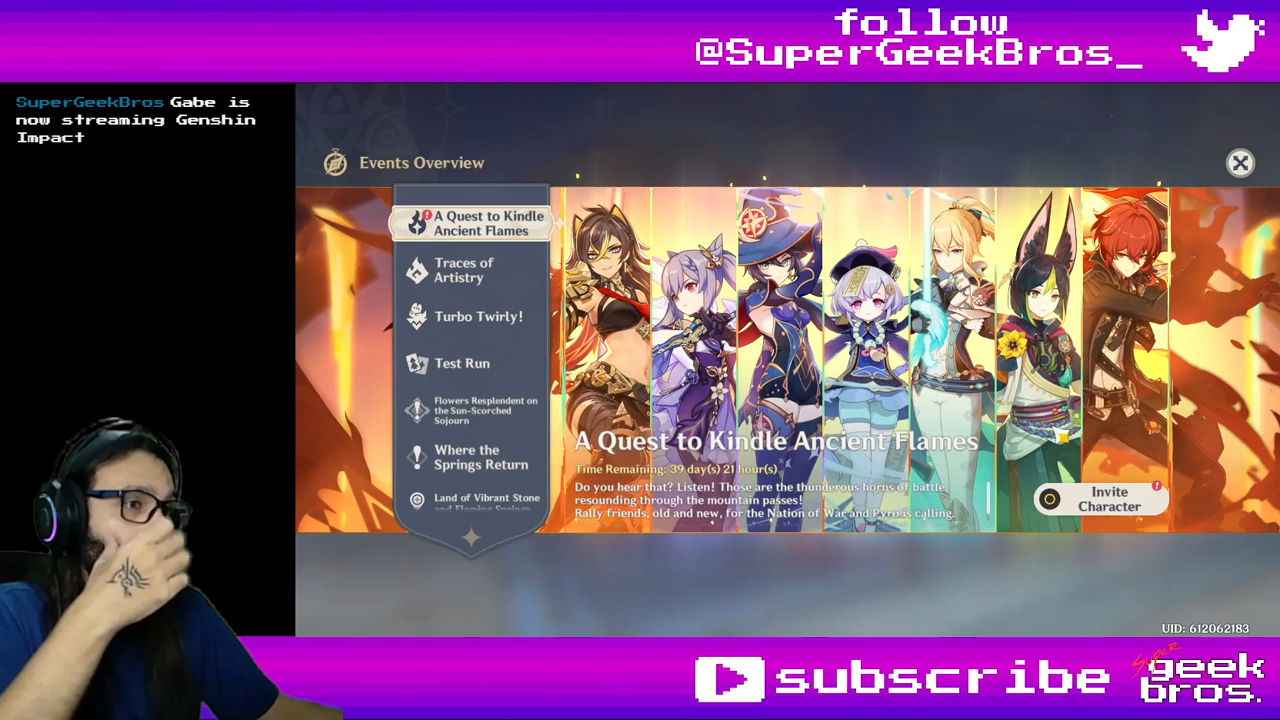 follow
@SuperGeekBros_
SuperGeekBros Gabe is
now streaming Genshin
Impact
Events Overview
A Quest to Kindle
Ancient Flames
Traces of
Artistry
Turbo Twirly!
Test Run
Flowers Resplendent on
the Sun-Scorched
Sojourn
Where the
Springs Return
Land of Vibrant Stone
and Flaming Springs
A Quest to Kindle Ancient Flames
Time Remaining: 39 day(s) 21 hour(s)
Do you hear that? Listen! Those are the thunderous horns of battle,
resounding through the mountain passes!
Rally friends, old and new, for the Nation of War and Pyro is calling.
Invite
Character
UID: 612062183
subscribe
SUPER
geek
bros.